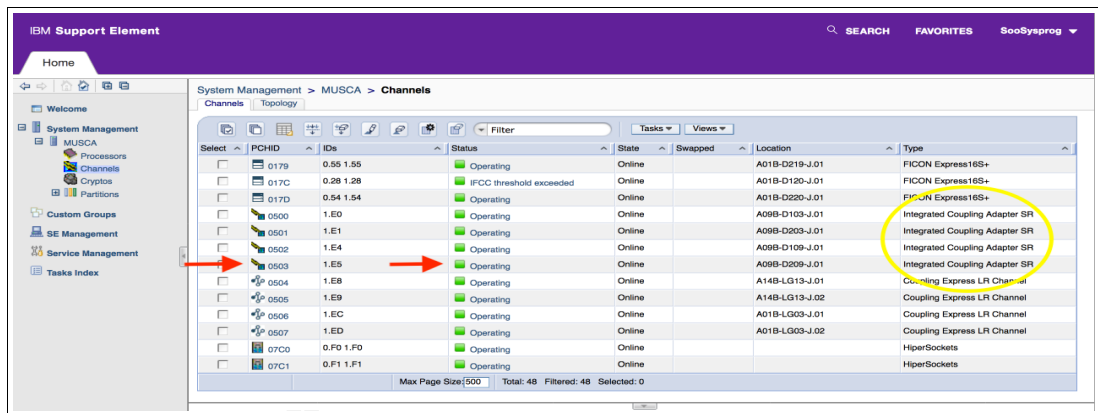 IBM Support Element
SEARCH FAVORITES SooSysprog
Home
System Management > MUSCA > Channels
Channels Topology
Welcome
System Management
MUSCA
Processors
Channels
Cryptos
Partitions
Custom Groups
SE Management
Service Management
Tasks Index
Filter Tasks Views
Select PCHID IDs Status State Swapped Location Type
0179 0.55 1.55 Operating Online A01B-D219-J.01 FICON Express16S+
017C 0.28 1.28 IFCC threshold exceeded Online A01B-D120-J.01 FICON Express16S+
017D 0.54 1.54 Operating Online A01B-D220-J.01 FICON Express16S+
0500 1.E0 Operating Online A09B-D103-J.01 Integrated Coupling Adapter SR
0501 1.E1 Operating Online A09B-D203-J.01 Integrated Coupling Adapter SR
0502 1.E4 Operating Online A09B-D109-J.01 Integrated Coupling Adapter SR
0503 1.E5 Operating Online A09B-D209-J.01 Integrated Coupling Adapter SR
0504 1.E8 Operating Online A14B-LG13-J.01 Coupling Express LR Channel
0505 1.E9 Operating Online A14B-LG13-J.02 Coupling Express LR Channel
0506 1.EC Operating Online A01B-LG03-J.01 Coupling Express LR Channel
0507 1.ED Operating Online A01B-LG03-J.02 Coupling Express LR Channel
07C0 0.F0 1.F0 Operating Online HiperSockets
07C1 0.F1 1.F1 Operating Online HiperSockets
Max Page Size: 500 Total: 48 Filtered: 48 Selected: 0